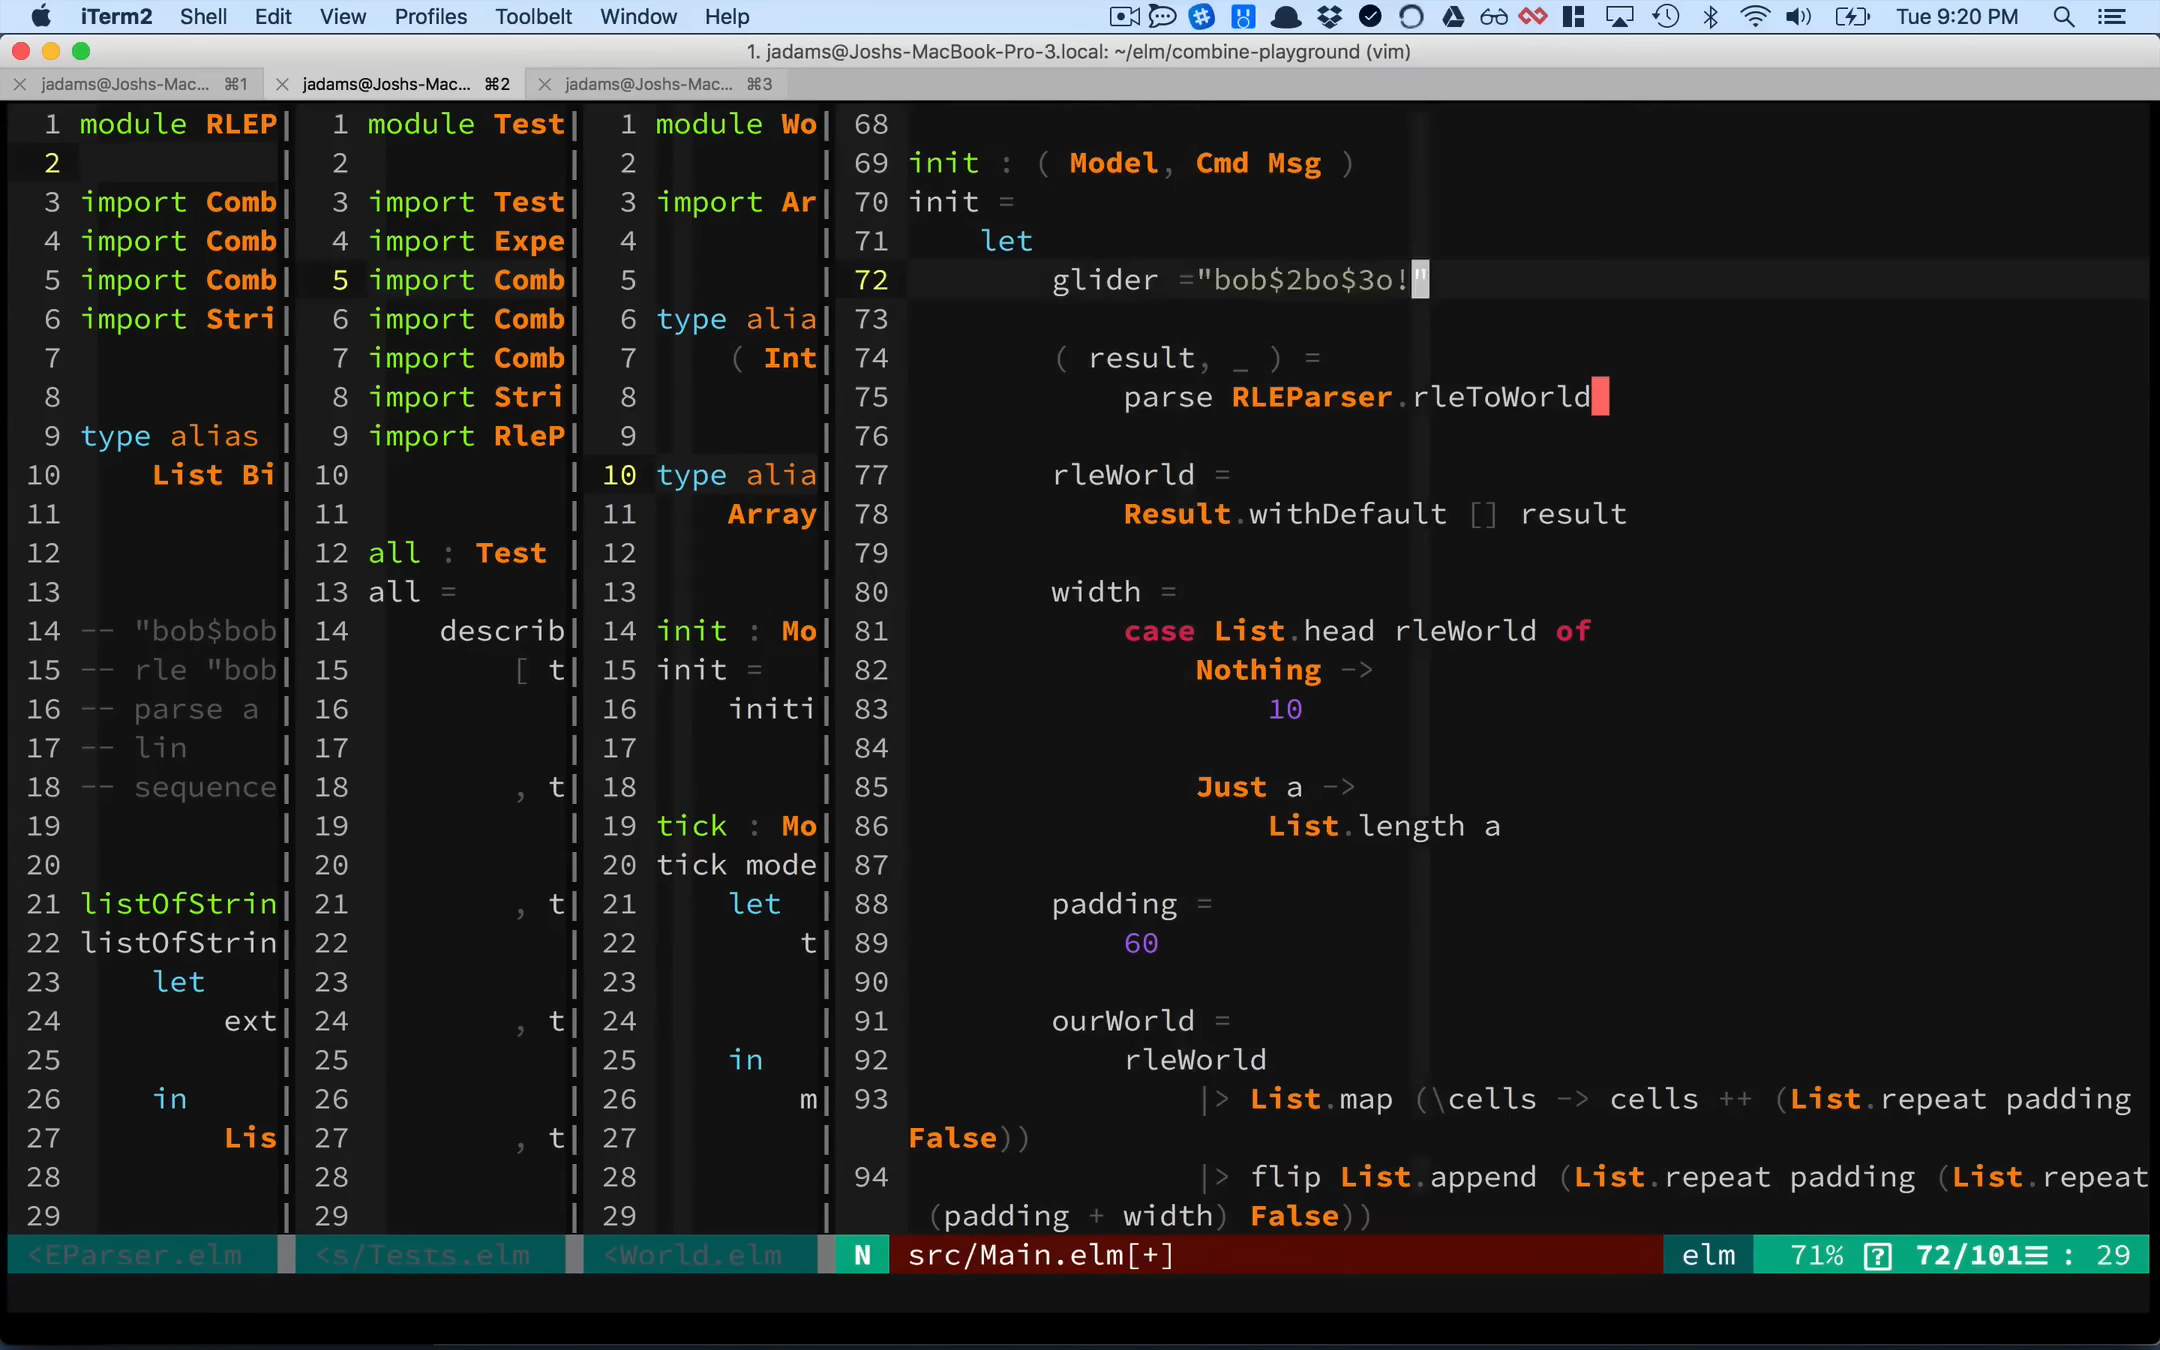 iTerm2 Shell Edit View Profiles Toolbelt Window Help Tue 9:20 PM
1. jadams@Joshs-MacBook-Pro-3.local: ~/elm/combine-playground (vim)
jadams@Joshs-Mac... ⌘1 jadams@Joshs-Mac... ⌘2 jadams@Joshs-Mac... ⌘3
1 module RLEP
2
3 import Comb
4 import Comb
5 import Comb
6 import Stri
7
8
9 type alias
10 List Bi
11
12
13
14 -- "bob$bob
15 -- rle "bob
16 -- parse a
17 -- lin
18 -- sequence
19
20
21 listOfStrin
22 listOfStrin
23 let
24 ext
25
26 in
27 Lis
28
29
<EParser.elm
1 module Test
2
3 import Test
4 import Expe
5 import Comb
6 import Comb
7 import Comb
8 import Stri
9 import RleP
10
11
12 all : Test
13 all =
14 describ
15 [ t
16
17
18 , t
19
20
21 , t
22
23
24 , t
25
26
27 , t
28
29
<s/Tests.elm
1 module Wo
2
3 import Ar
4
5
6 type alia
7 ( Int
8
9
10 type alia
11 Array
12
13
14 init : Mo
15 init =
16 initi
17
18
19 tick : Mo
20 tick mode
21 let
22 t
23
24
25 in
26 m
27
28
29
<World.elm
68
69 init : ( Model, Cmd Msg )
70 init =
71 let
72 glider ="bob$2bo$3o!"
73
74 ( result, _ ) =
75 parse RLEParser.rleToWorld
76
77 rleWorld =
78 Result.withDefault [] result
79
80 width =
81 case List.head rleWorld of
82 Nothing ->
83 10
84
85 Just a ->
86 List.length a
87
88 padding =
89 60
90
91 ourWorld =
92 rleWorld
93 |> List.map (\cells -> cells ++ (List.repeat padding
False))
94 |> flip List.append (List.repeat padding (List.repeat
(padding + width) False))
N src/Main.elm[+] elm 71% [?] 72/101≡ : 29